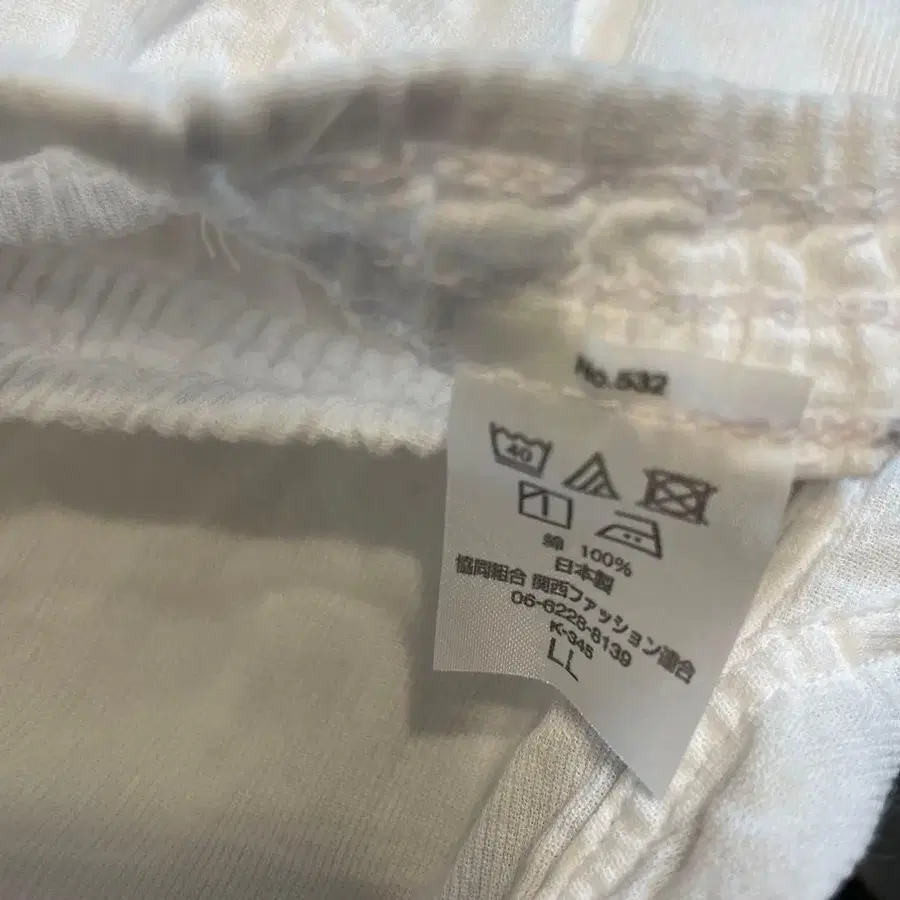 No.532
40
綿 100%
日本製
協同組合 関西ファッション連合
06-6228-8139
K-345
LL